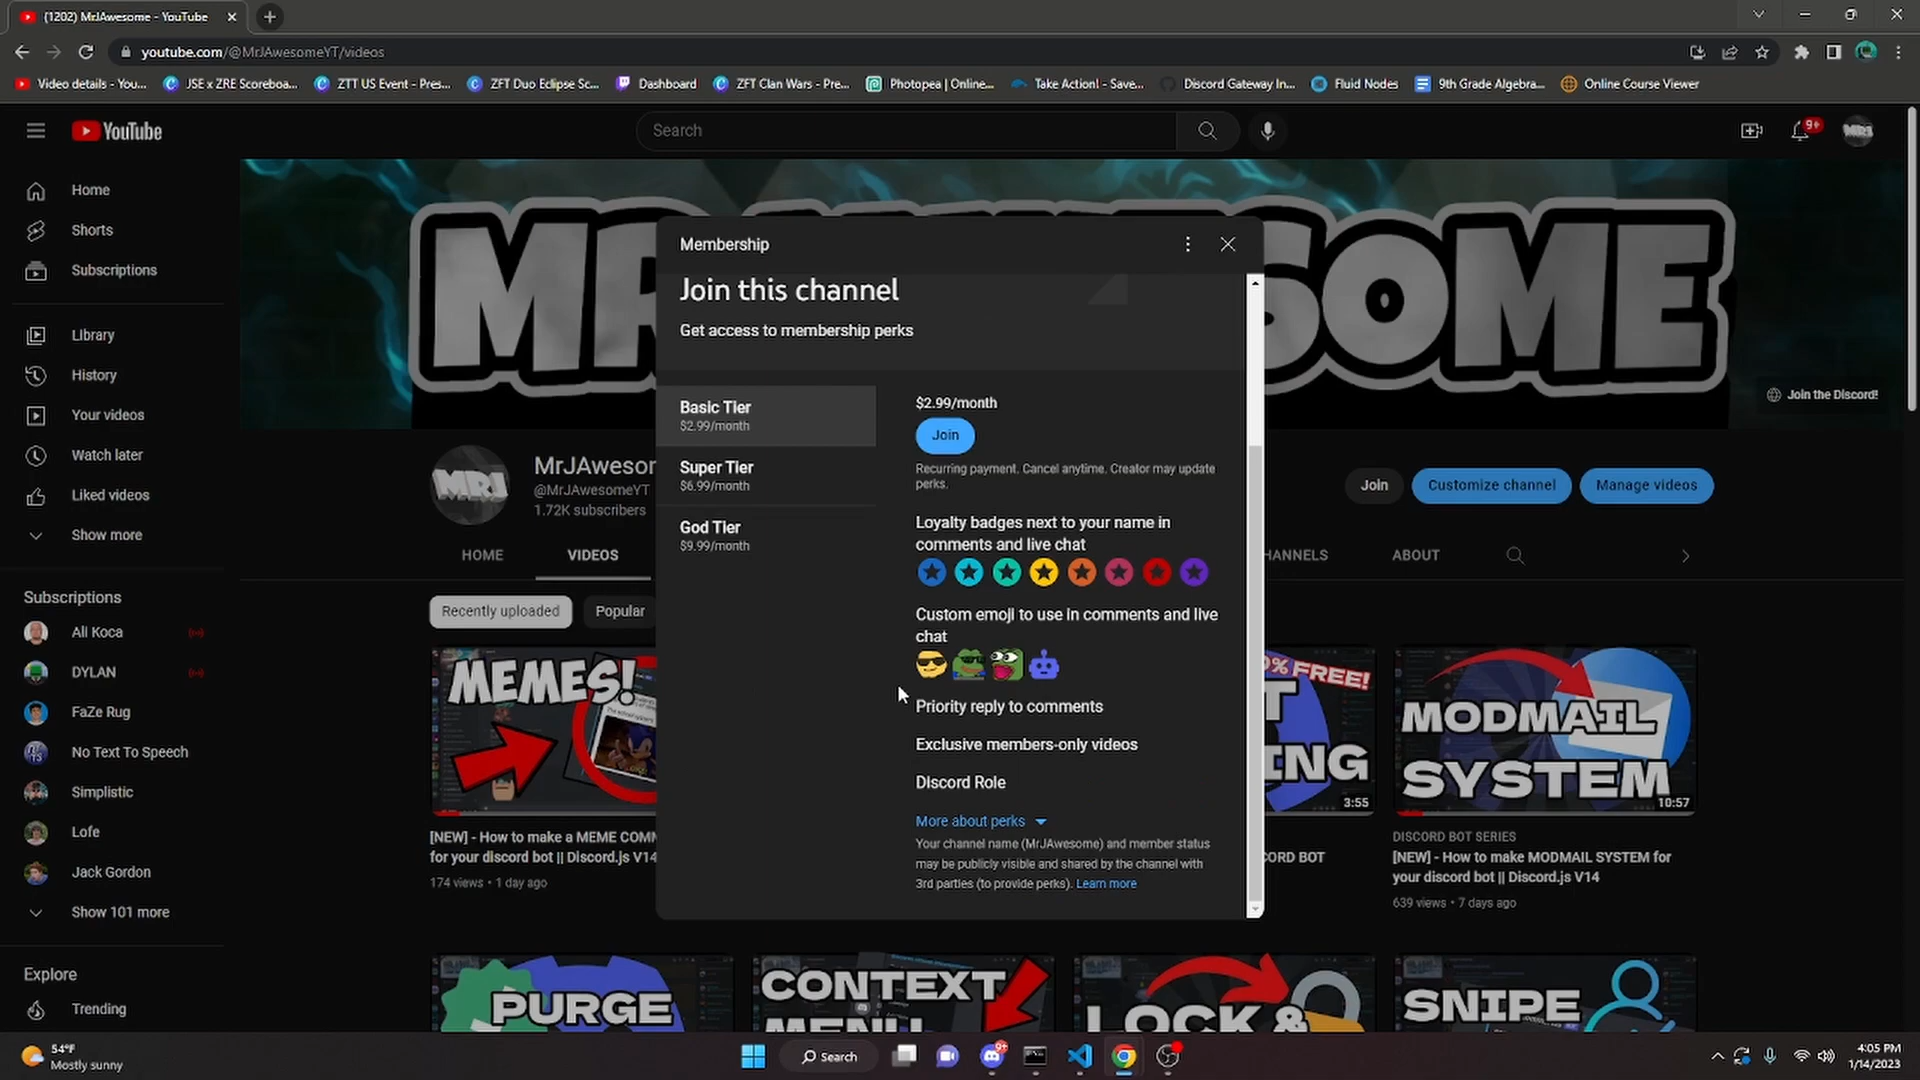 (1202) MrJAwesome - YouTube
youtube.com/@MrJAwesomeYT/videos
Video details - You...
JSE x ZRE Scoreboa...
ZTT US Event - Pres...
ZFT Duo Eclipse Sc...
Dashboard
ZFT Clan Wars - Pre...
Photopea | Online...
Take Action! - Save...
Discord Gateway In...
Fluid Nodes
9th Grade Algebra...
Online Course Viewer
YouTube
Search
9+
MRJ
Home
Shorts
Subscriptions
Library
History
Your videos
Watch later
Liked videos
Show more
Subscriptions
Ali Koca
DYLAN
FaZe Rug
No Text To Speech
Simplistic
Lofe
Jack Gordon
Show 101 more
Explore
Trending
Join the Discord!
MRJ
MrJAwesom
@MrJAwesomeYT
1.72K subscribers
Join
Customize channel
Manage videos
HOME
VIDEOS
HANNELS
ABOUT
Recently uploaded
Popular
Membership
Join this channel
Get access to membership perks
Basic Tier
$2.99/month
Super Tier
$6.99/month
God Tier
$9.99/month
$2.99/month
Join
Recurring payment. Cancel anytime. Creator may update
perks.
Loyalty badges next to your name in
comments and live chat
Custom emoji to use in comments and live
chat
Priority reply to comments
Exclusive members-only videos
Discord Role
More about perks
Your channel name (MrJAwesome) and member status
may be publicly visible and shared by the channel with
3rd parties (to provide perks). Learn more
MEMES!
[NEW] - How to make a MEME COMM
for your discord bot || Discord.js V14
174 views • 1 day ago
% FREE!
T
ING
3:55
CORD BOT
MODMAIL
SYSTEM
10:57
DISCORD BOT SERIES
[NEW] - How to make MODMAIL SYSTEM for
your discord bot || Discord.js V14
639 views • 7 days ago
PURGE
CONTEXT
MENU
LOCK &
SNIPE
54°F
Mostly sunny
Search
9+
4:05 PM
1/14/2023